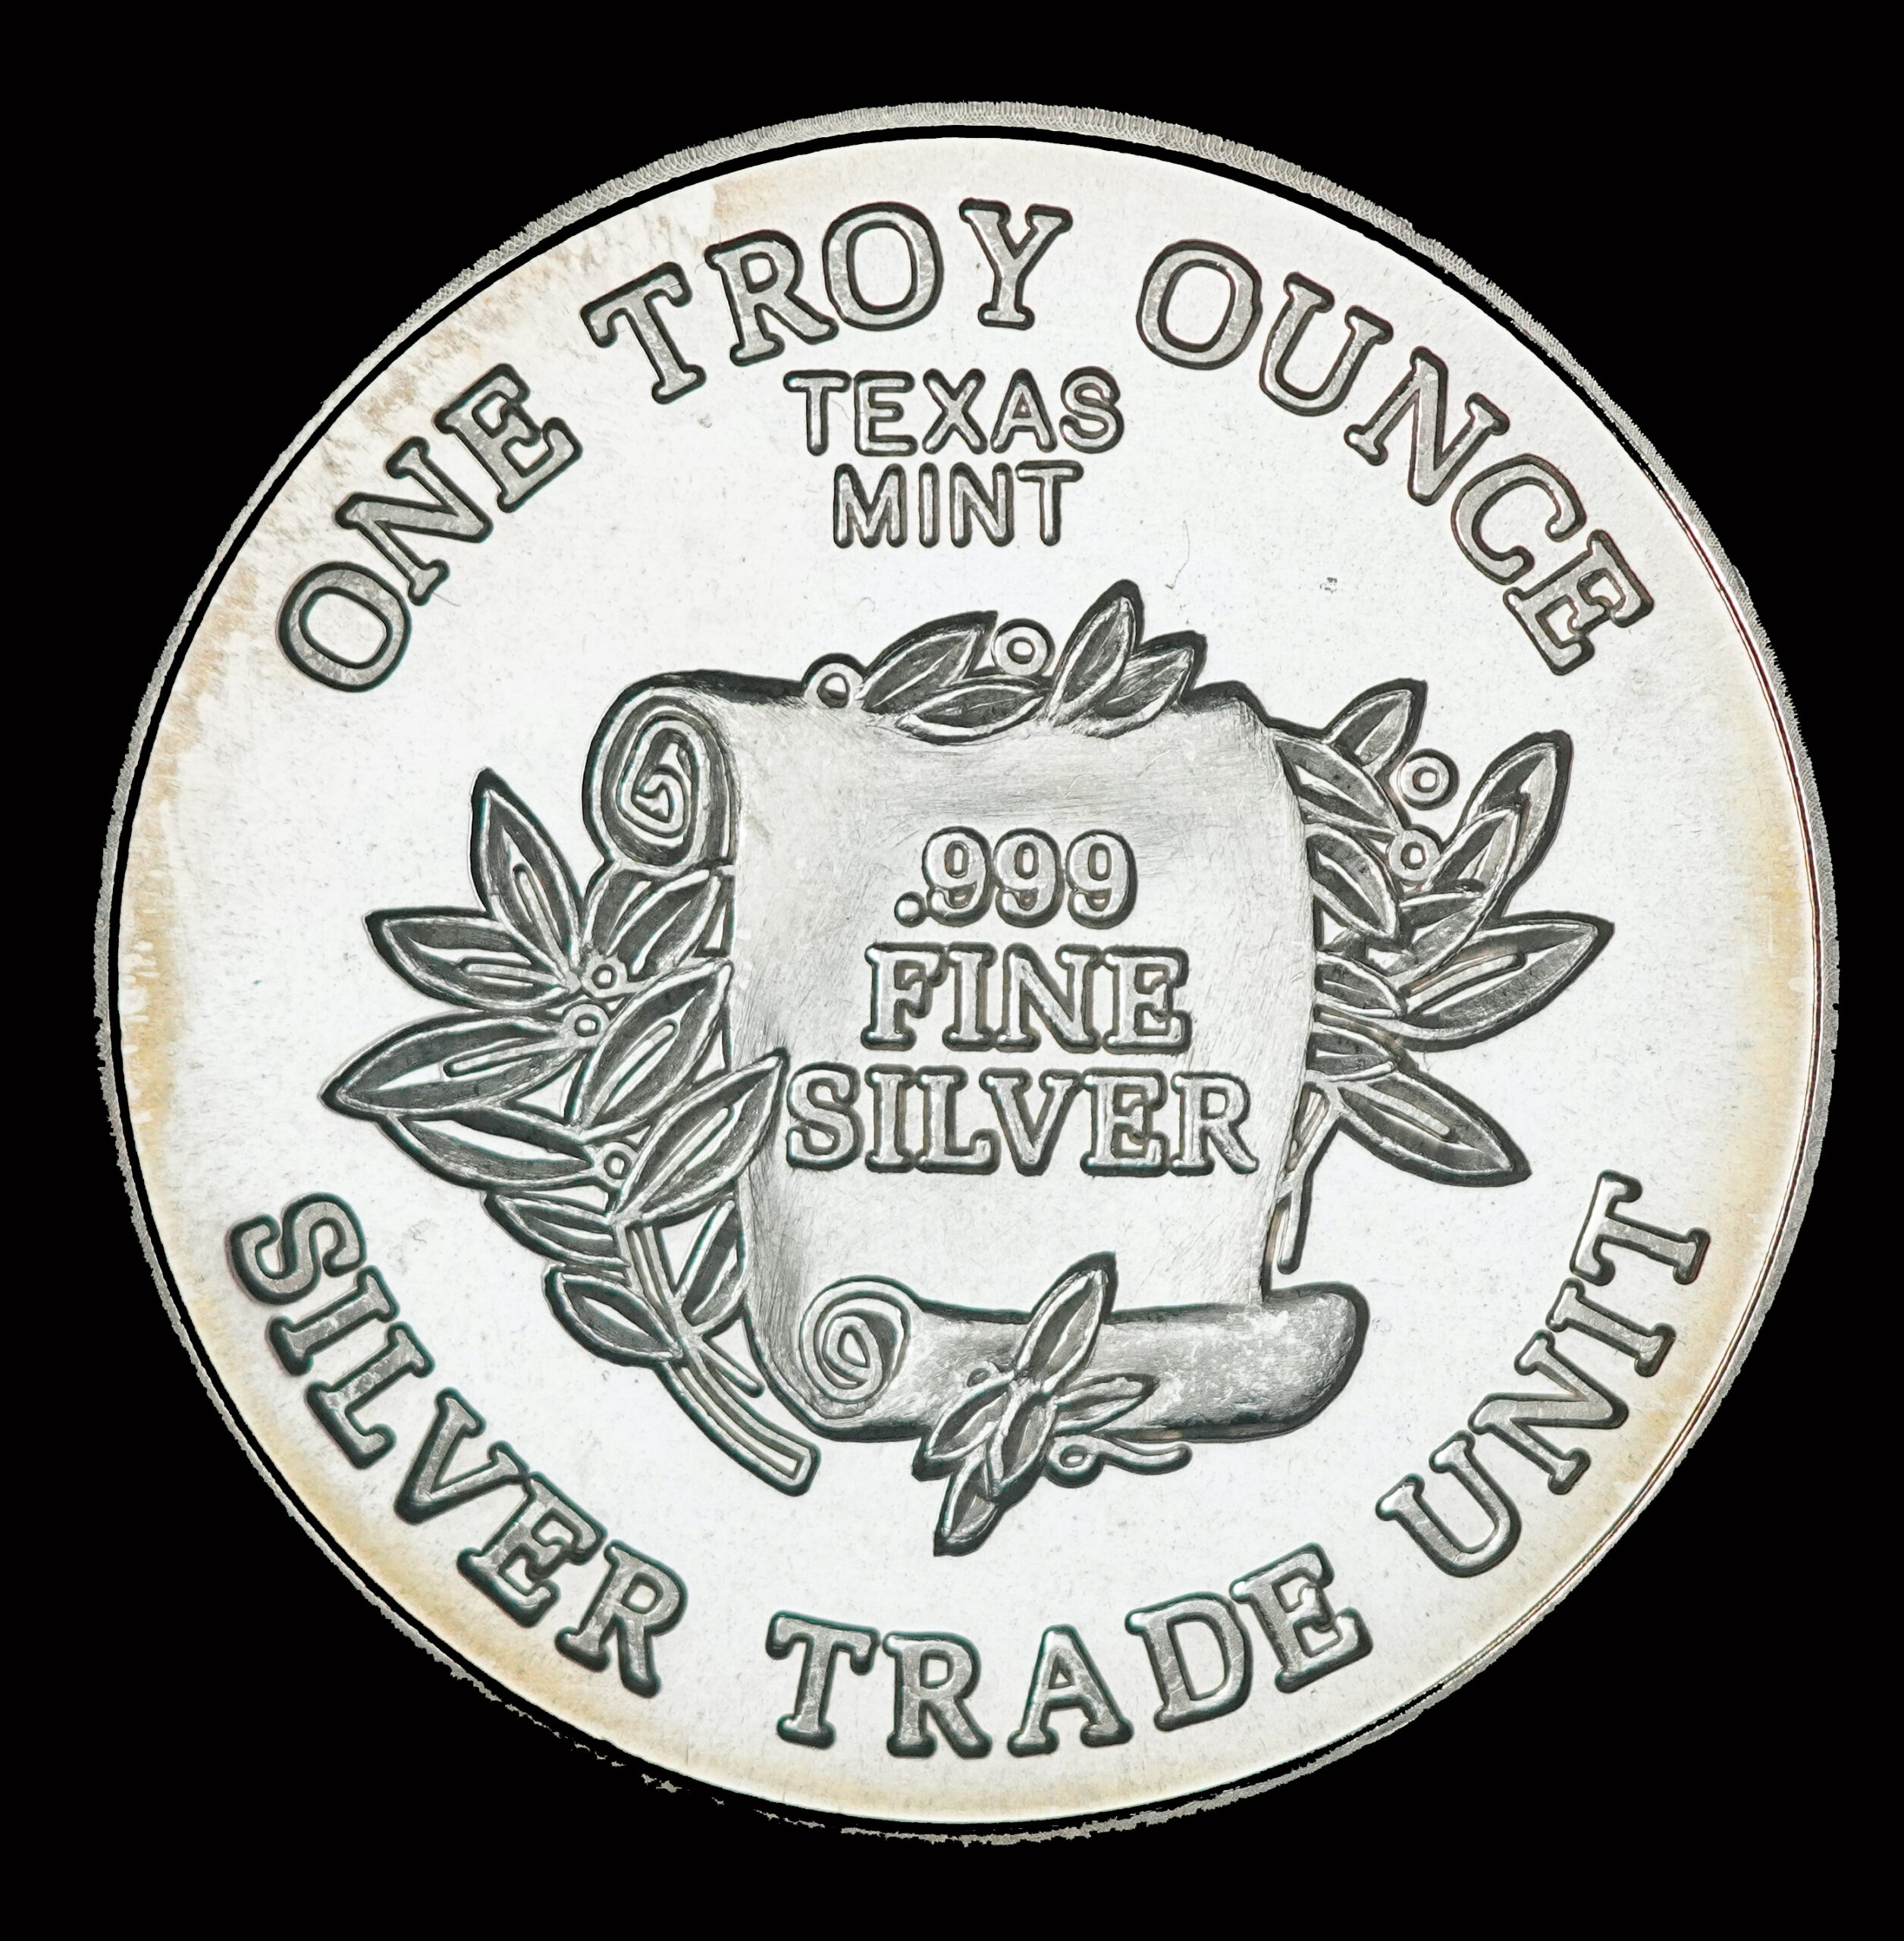 ONE TROY OUNCE
TEXAS
MINT
.999
FINE
SILVER
SILVER TRADE UNIT